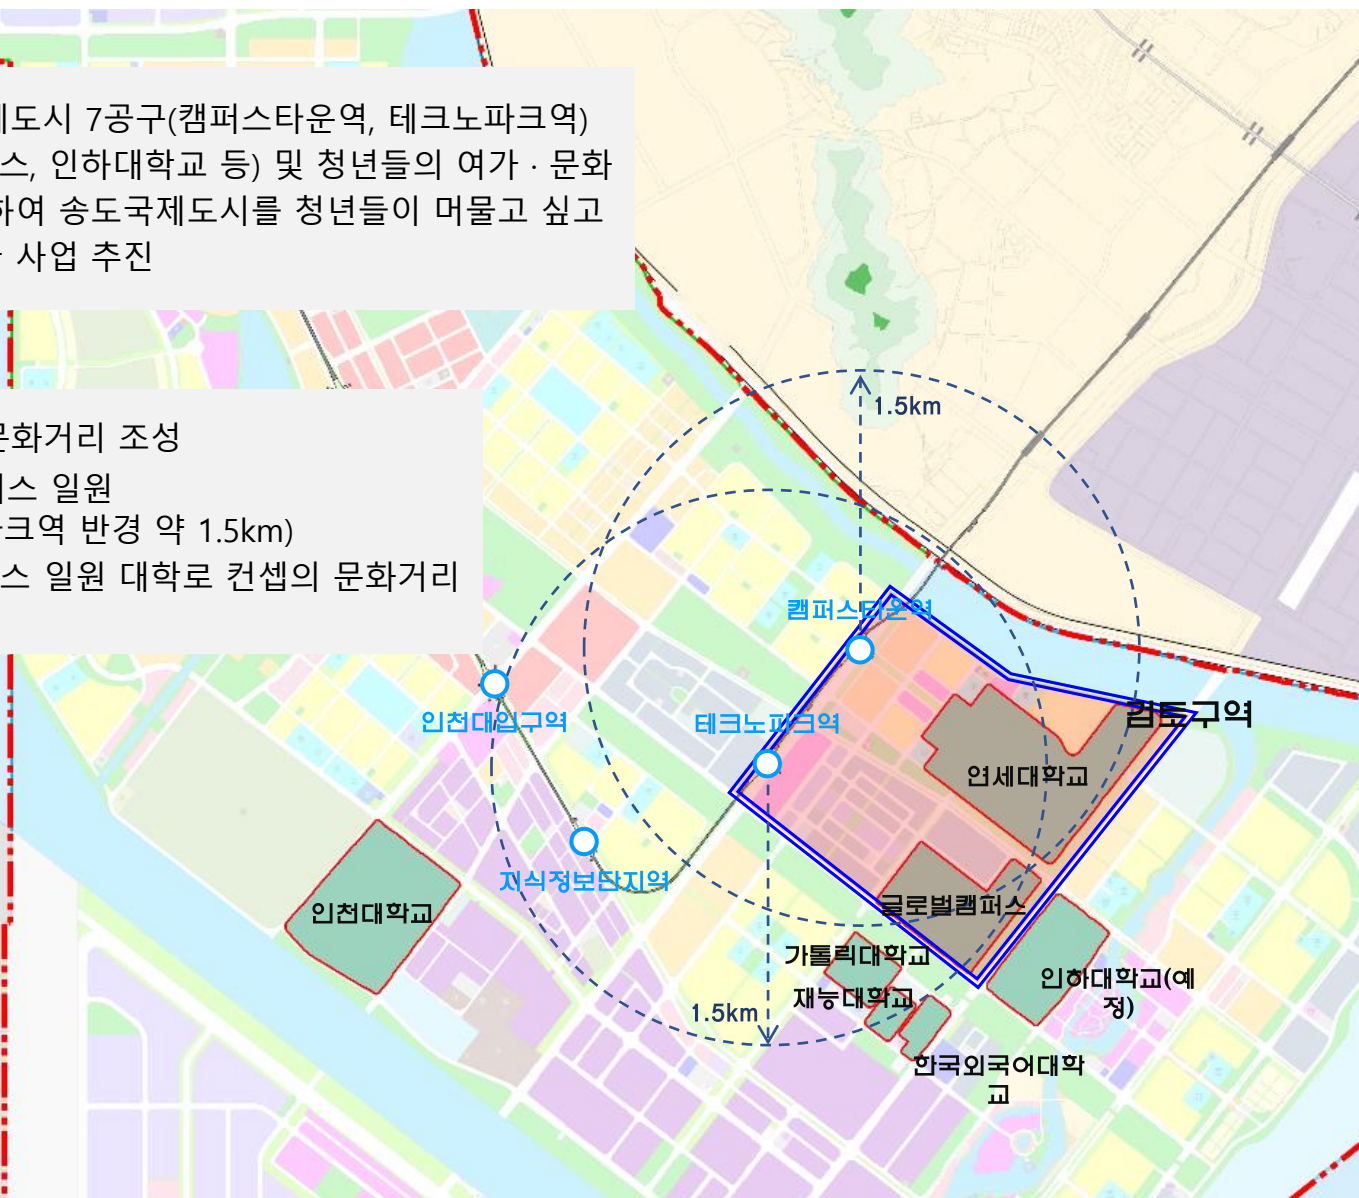 제도시 7공구(캠퍼스타운역, 테크노파크역)
스, 인하대학교 등) 및 청년들의 여가 · 문화
하여 송도국제도시를 청년들이 머물고 싶고
사업 추진
문화거리 조성
퍼스 일원
파크역 반경 약 1.5km)
스 일원 대학로 컨셉의 문화거리
1.5km
캠퍼스타운역
인천대입구역
테크노파크역
검토구역
연세대학교
지식정보단지역
인천대학교
글로벌캠퍼스
가톨릭대학교
재능대학교
인하대학교(예
정)
1.5km
한국외국어대학
교